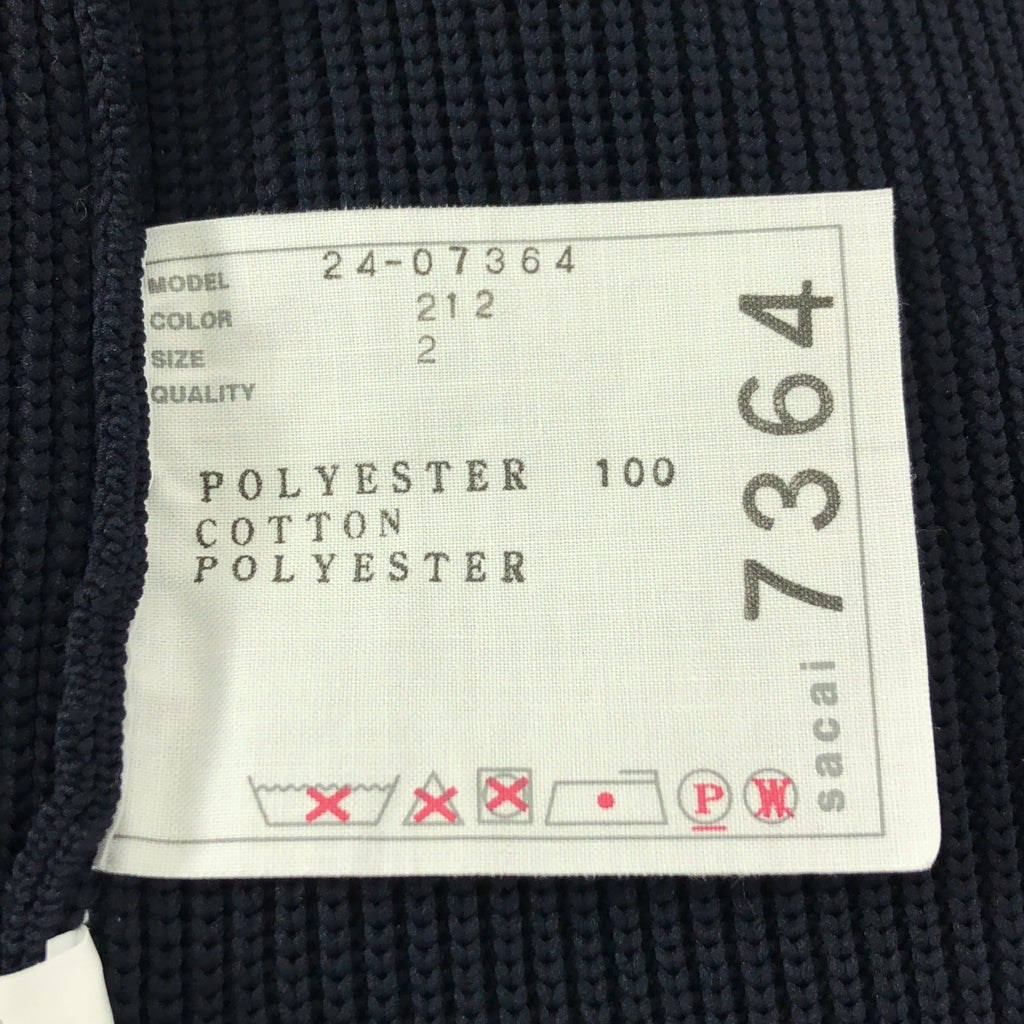 MODEL 24-07364
COLOR 212
SIZE 2
QUALITY
POLYESTER 100
COTTON
POLYESTER
P W
sacai 7364